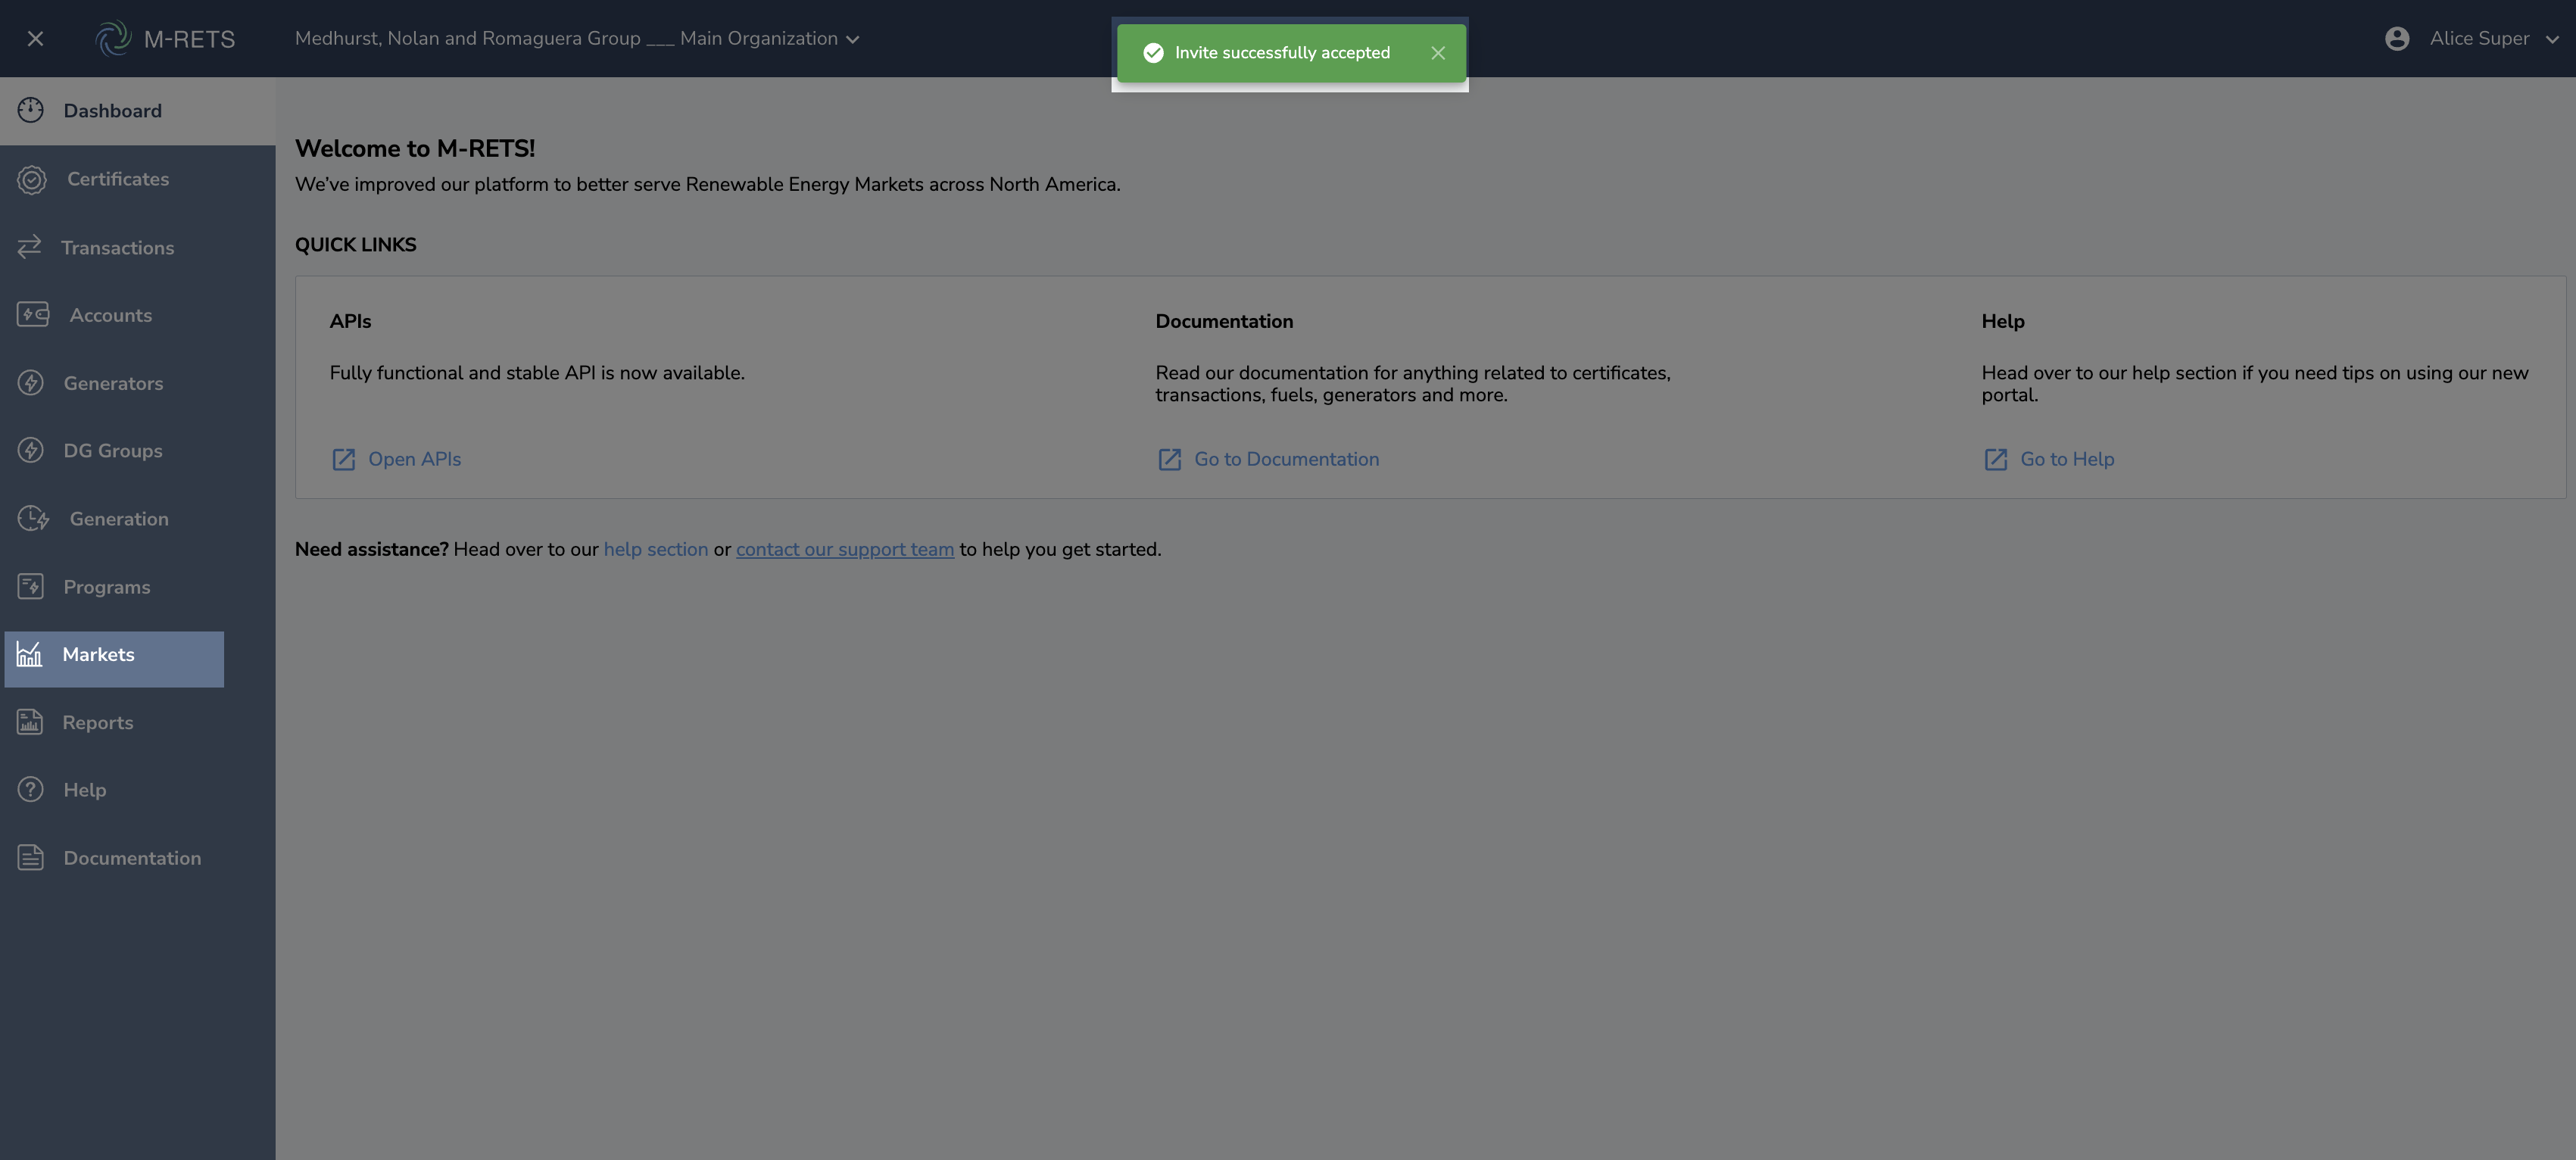 M-RETS
Medhurst, Nolan and Romaguera Group ___ Main Organization
Invite successfully accepted
Alice Super
Dashboard
Certificates
Transactions
Accounts
Generators
DG Groups
Generation
Programs
Markets
Reports
Help
Documentation
Welcome to M-RETS!
We've improved our platform to better serve Renewable Energy Markets across North America.
QUICK LINKS
APIs
Fully functional and stable API is now available.
Open APIs
Documentation
Read our documentation for anything related to certificates,
transactions, fuels, generators and more.
Go to Documentation
Help
Head over to our help section if you need tips on using our new
portal.
Go to Help
Need assistance? Head over to our help section or contact our support team to help you get started.